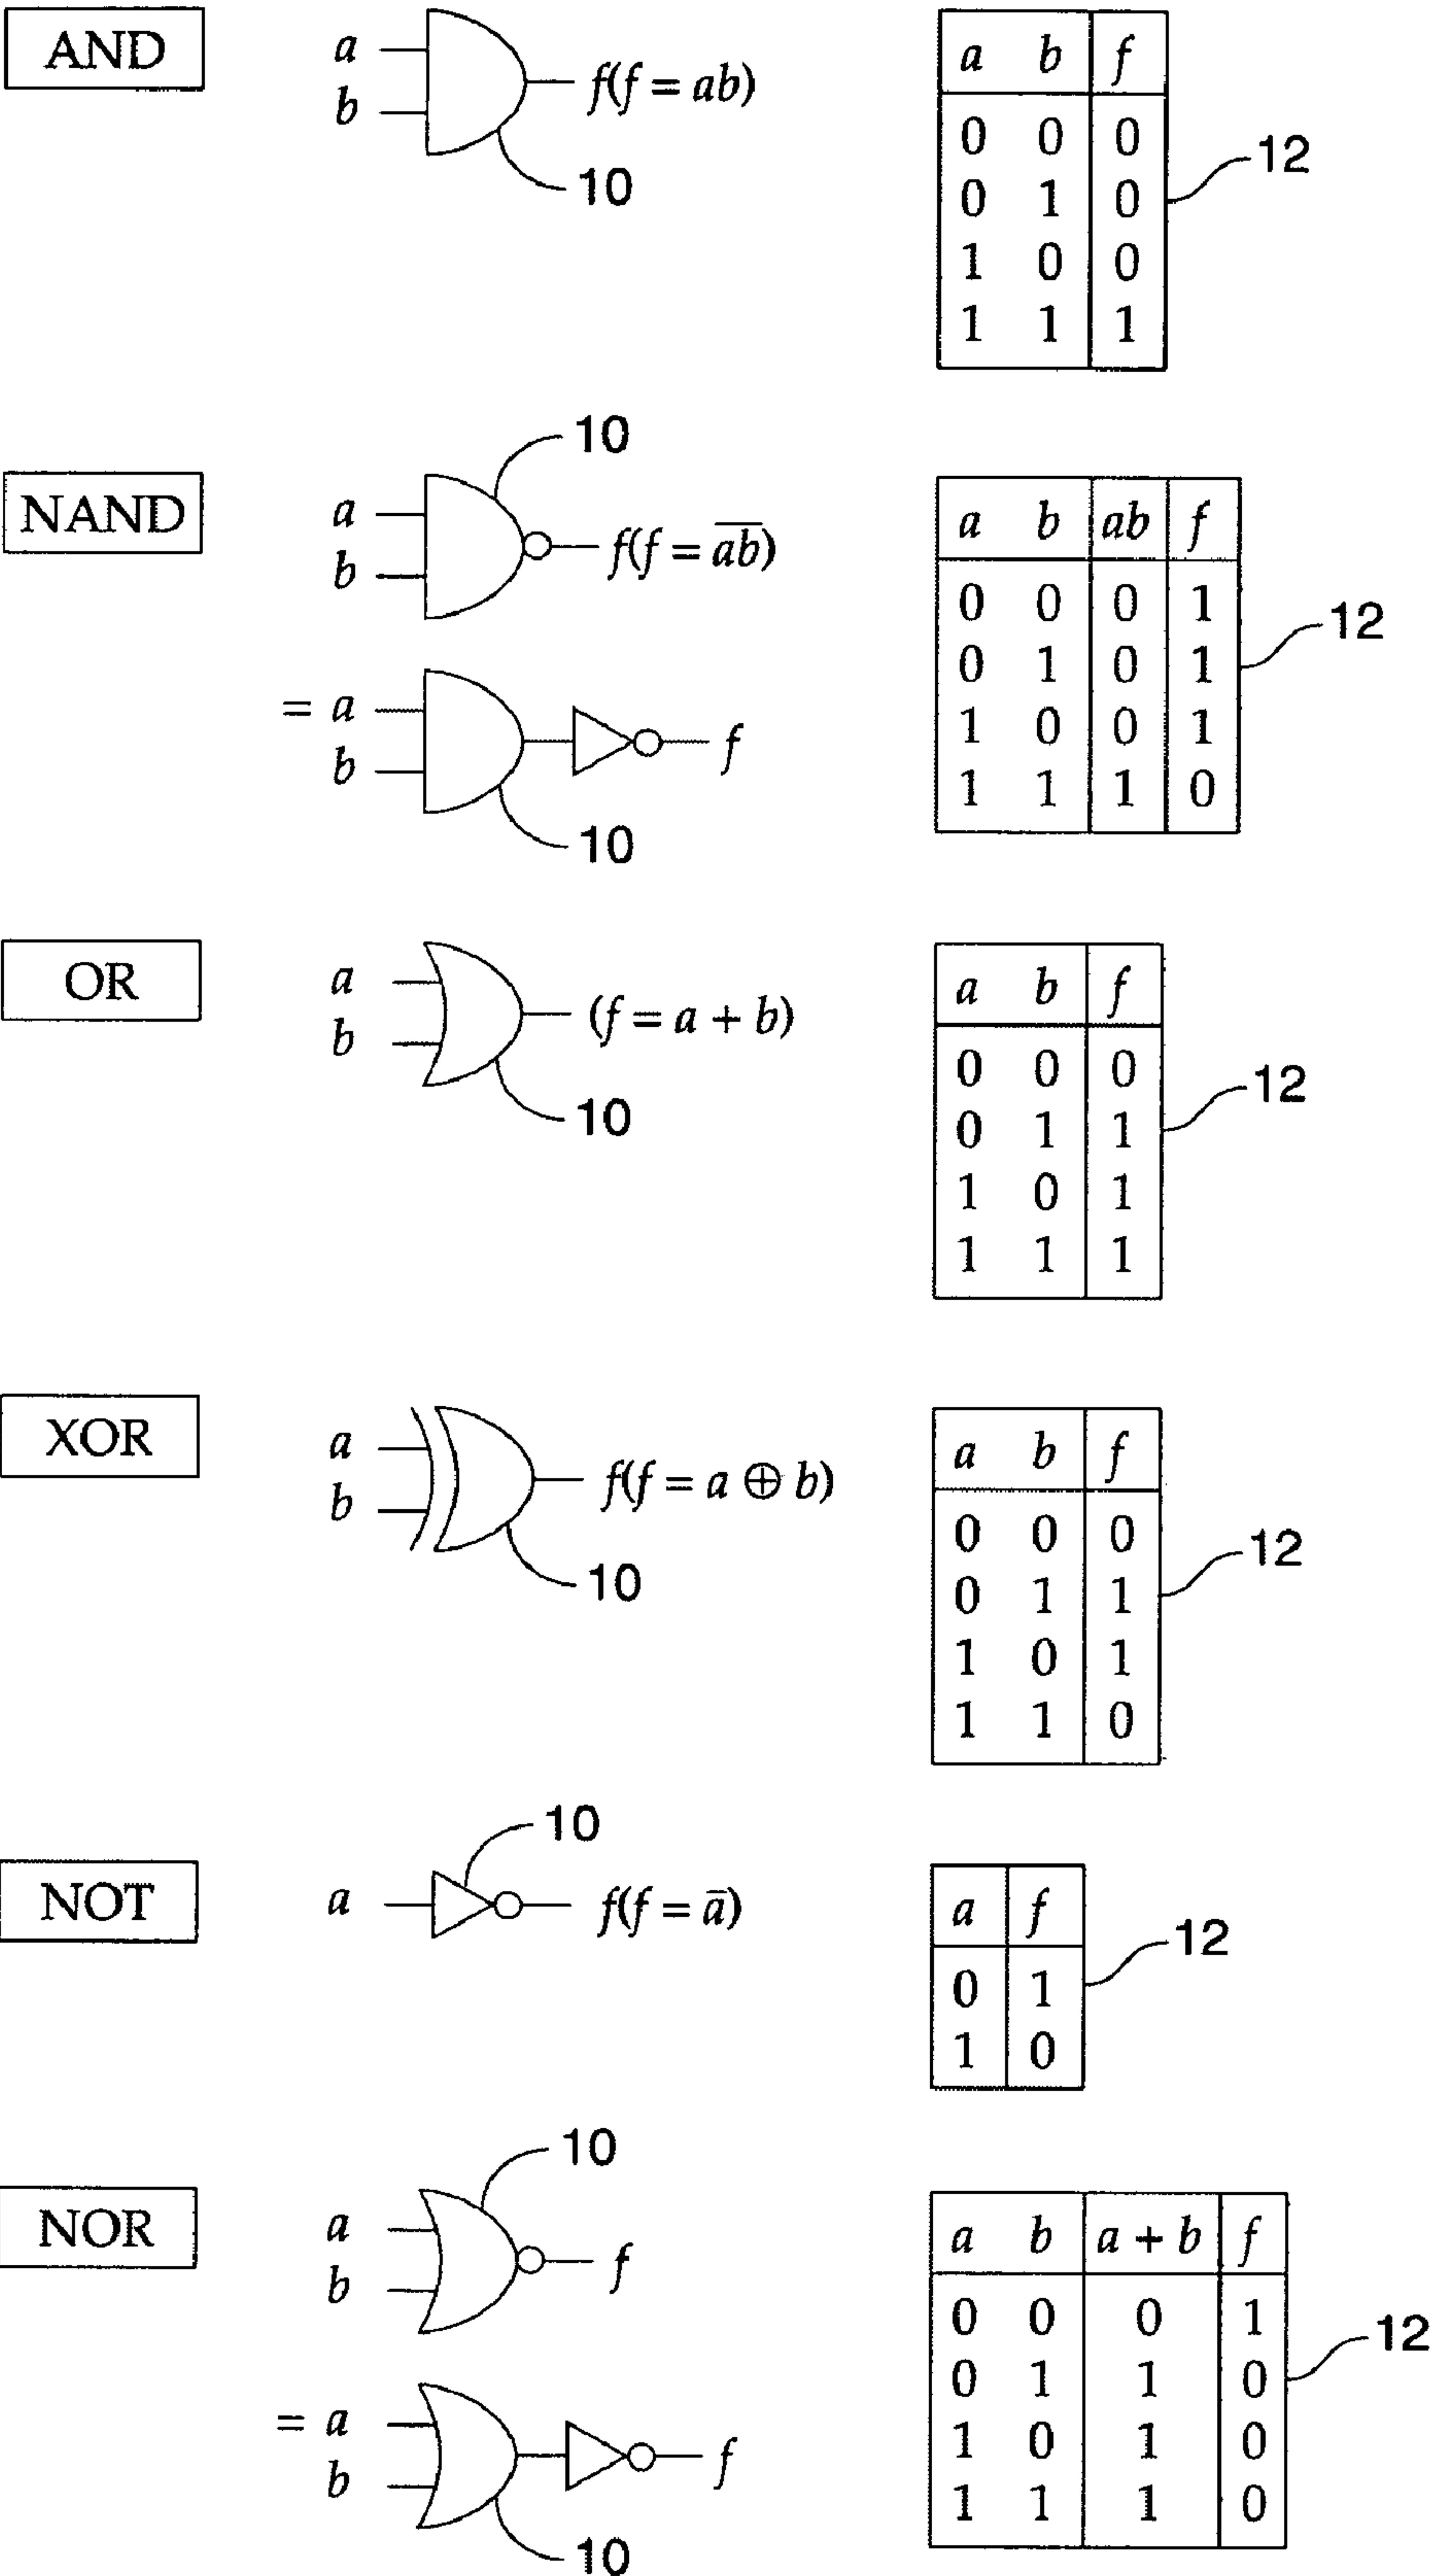 AND
a
b
f(f = ab)
10
a b f
0 0 0
0 1 0
1 0 0
1 1 1
12
NAND
10
a
b
f(f = \overline{ab})
= a
b
f
10
a b ab f
0 0 0 1
0 1 0 1
1 0 0 1
1 1 1 0
12
OR
a
b
(f = a + b)
10
a b f
0 0 0
0 1 1
1 0 1
1 1 1
12
XOR
a
b
f(f = a ⊕ b)
10
a b f
0 0 0
0 1 1
1 0 1
1 1 0
12
NOT
10
a
f(f = ā)
a f
0 1
1 0
12
NOR
10
a
b
f
= a
b
f
10
a b a + b f
0 0 0 1
0 1 1 0
1 0 1 0
1 1 1 0
12